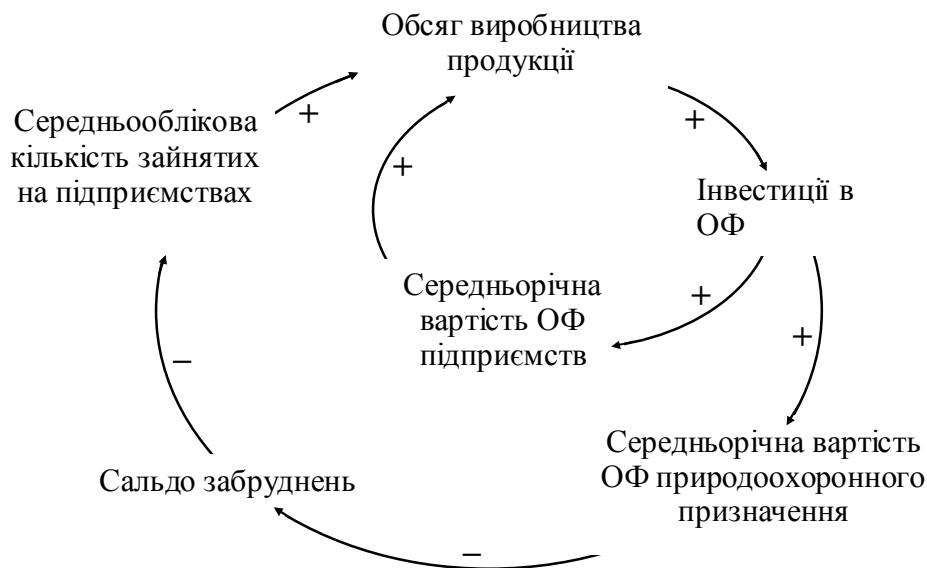 Обсяг виробництва
продукції
+
+
Середньооблікова
кількість зайнятих
на підприємствах
+
Інвестиції в
ОФ
Середньорічна
вартість ОФ
підприємств
+
+
−
Середньорічна вартість
ОФ природоохоронного
призначення
Сальдо забруднень
−